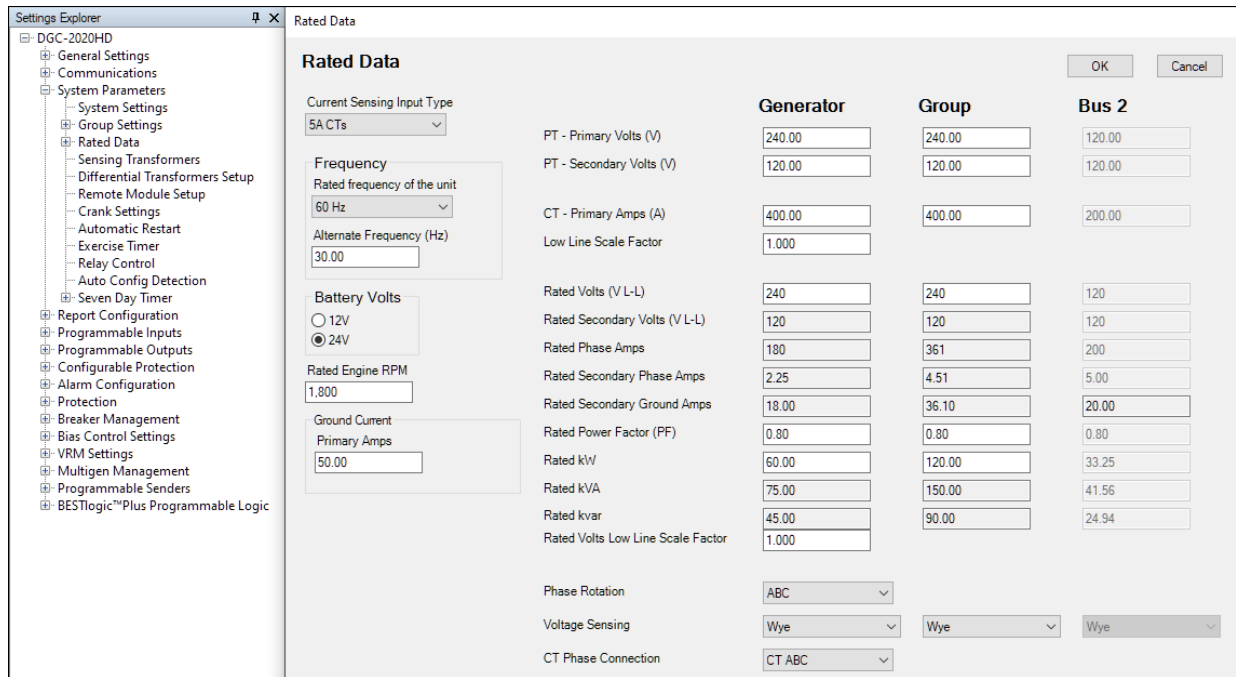 Settings Explorer
DGC-2020HD
General Settings
Communications
System Parameters
System Settings
Group Settings
Rated Data
Sensing Transformers
Differential Transformers Setup
Remote Module Setup
Crank Settings
Automatic Restart
Exercise Timer
Relay Control
Auto Config Detection
Seven Day Timer
Report Configuration
Programmable Inputs
Programmable Outputs
Configurable Protection
Alarm Configuration
Protection
Breaker Management
Bias Control Settings
VRM Settings
Multigen Management
Programmable Senders
BESTlogic™Plus Programmable Logic
Rated Data
Rated Data
OK Cancel
Current Sensing Input Type
5A CTs
Frequency
Rated frequency of the unit
60 Hz
Alternate Frequency (Hz)
30.00
Battery Volts
12V
24V
Rated Engine RPM
1,800
Ground Current
Primary Amps
50.00
Generator Group Bus 2
PT - Primary Volts (V) 240.00 240.00 120.00
PT - Secondary Volts (V) 120.00 120.00 120.00
CT - Primary Amps (A) 400.00 400.00 200.00
Low Line Scale Factor 1.000
Rated Volts (V L-L) 240 240 120
Rated Secondary Volts (V L-L) 120 120 120
Rated Phase Amps 180 361 200
Rated Secondary Phase Amps 2.25 4.51 5.00
Rated Secondary Ground Amps 18.00 36.10 20.00
Rated Power Factor (PF) 0.80 0.80 0.80
Rated kW 60.00 120.00 33.25
Rated kVA 75.00 150.00 41.56
Rated kvar 45.00 90.00 24.94
Rated Volts Low Line Scale Factor 1.000
Phase Rotation ABC
Voltage Sensing Wye Wye Wye
CT Phase Connection CT ABC